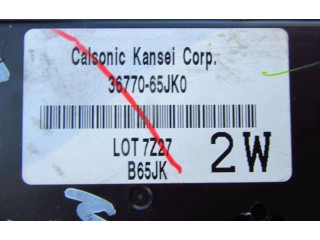 Calsonic Kansei Corp.
36770-65JK0
LOT 7Z27
B65JK
2W